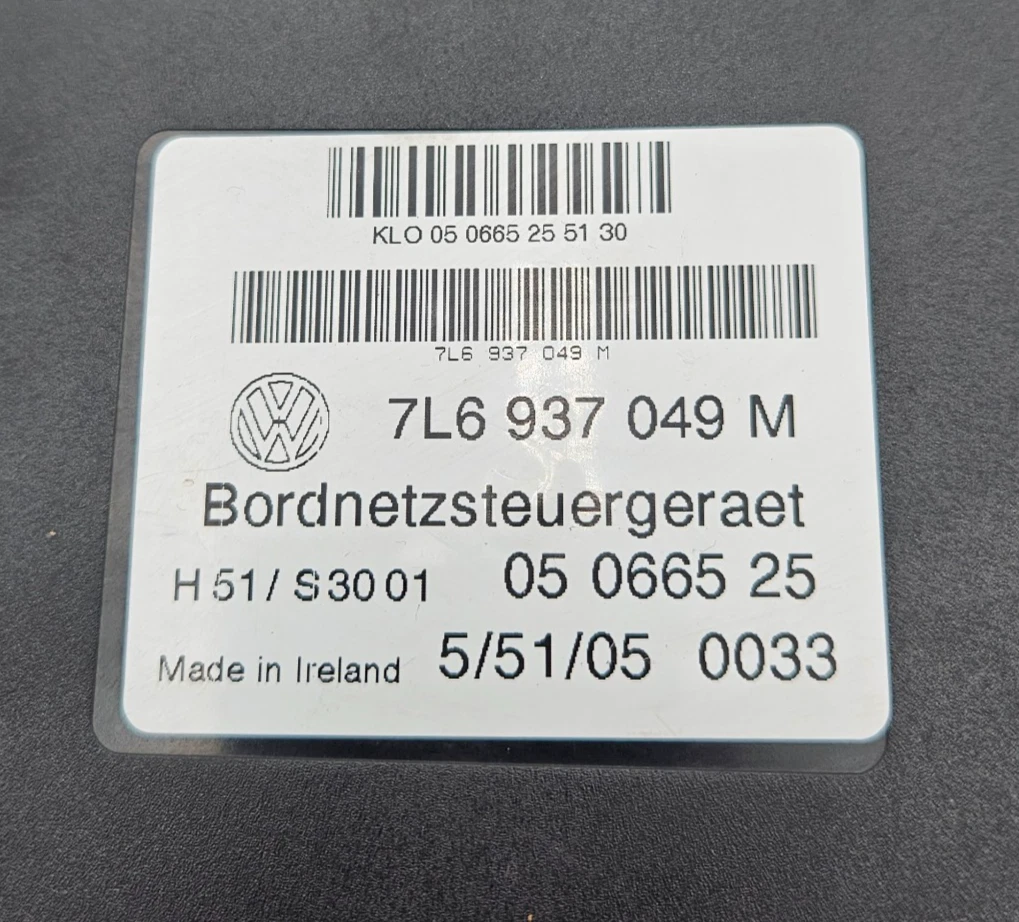 KLO 05 0665 25 51 30
7L6 937 049 M
7L6 937 049 M
Bordnetzsteuergeraet
H 51 / S 30 01 05 0665 25
Made in Ireland 5/51/05 0033